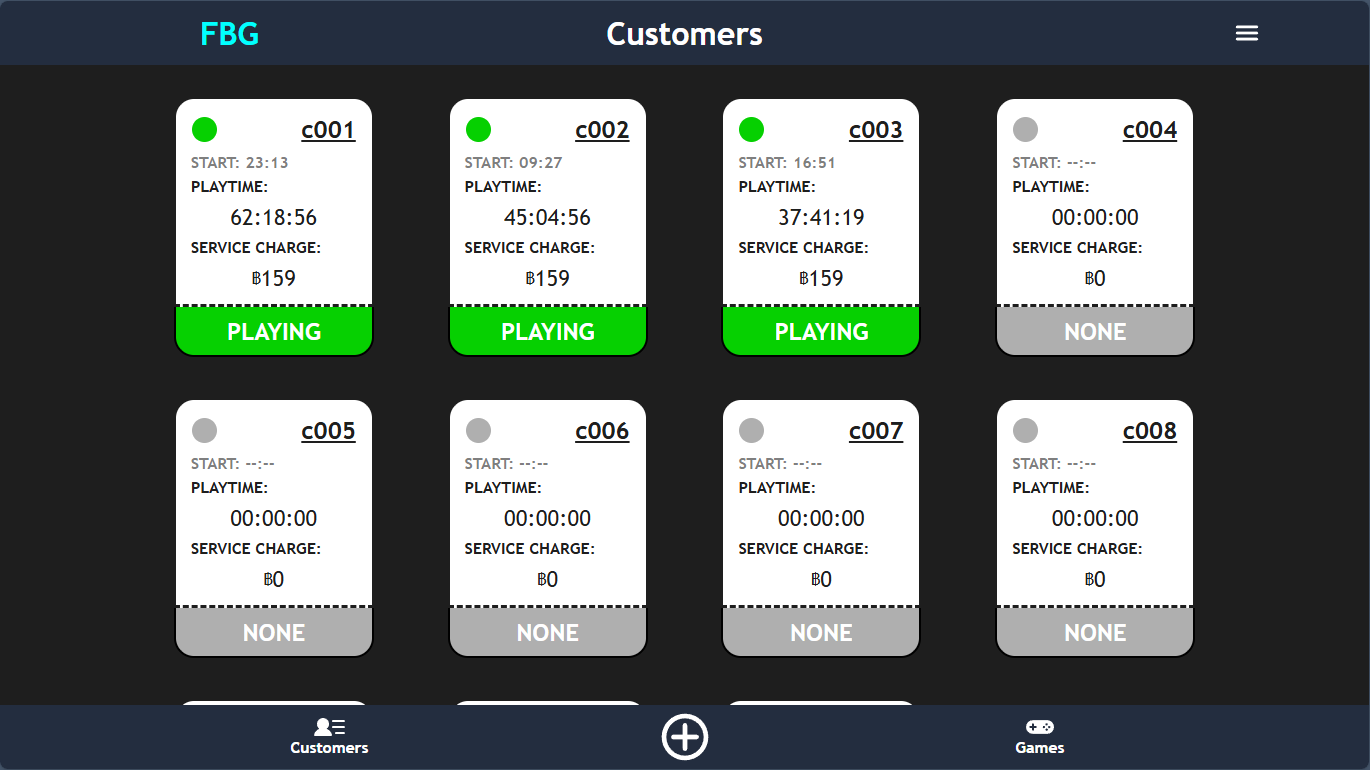 FBG
Customers
c001
START: 23:13
PLAYTIME:
62:18:56
SERVICE CHARGE:
฿159
PLAYING
c002
START: 09:27
PLAYTIME:
45:04:56
SERVICE CHARGE:
฿159
PLAYING
c003
START: 16:51
PLAYTIME:
37:41:19
SERVICE CHARGE:
฿159
PLAYING
c004
START: --:--
PLAYTIME:
00:00:00
SERVICE CHARGE:
฿0
NONE
c005
START: --:--
PLAYTIME:
00:00:00
SERVICE CHARGE:
฿0
NONE
c006
START: --:--
PLAYTIME:
00:00:00
SERVICE CHARGE:
฿0
NONE
c007
START: --:--
PLAYTIME:
00:00:00
SERVICE CHARGE:
฿0
NONE
c008
START: --:--
PLAYTIME:
00:00:00
SERVICE CHARGE:
฿0
NONE
Customers
Games